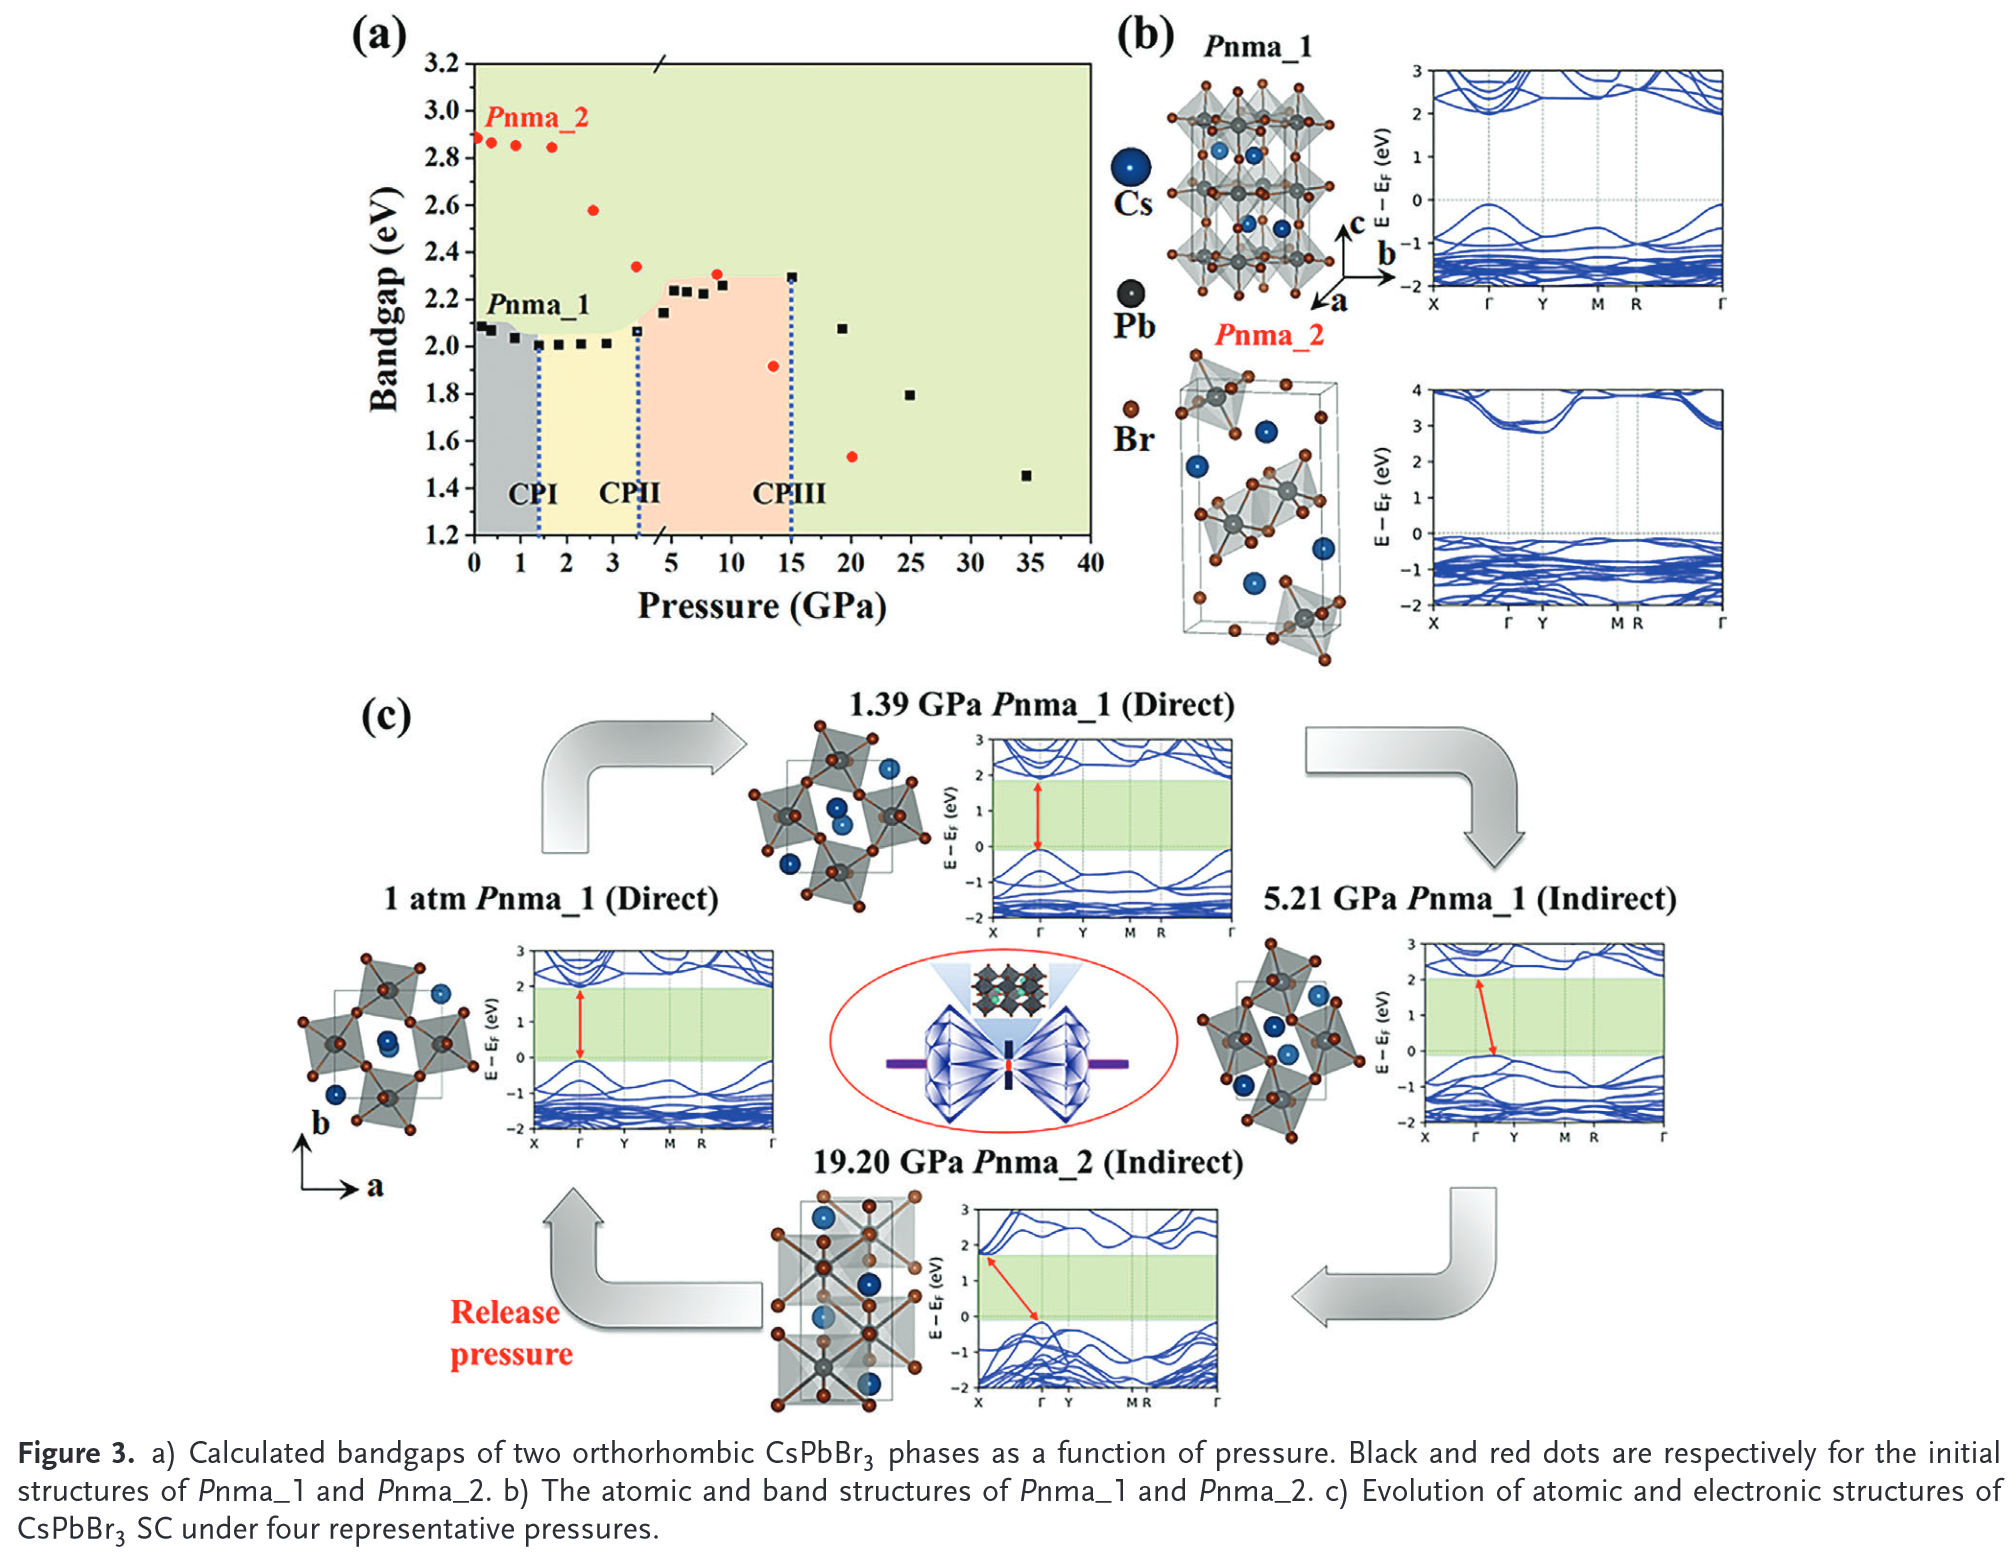 (a)
3.2
3.0
2.8
2.6
2.4
2.2
2.0
1.8
1.6
1.4
1.2
Bandgap (eV)
Pnma_2
Pnma_1
CPI CPII CPIII
0 1 2 3 5 10 15 20 25 30 35 40
Pressure (GPa)
(b)
Pnma_1
Cs
Pb
Br
c
b
a
E − EF (eV)
3
2
1
0
−1
−2
X Γ Y M R Γ
Pnma_2
E − EF (eV)
4
3
2
1
0
−1
−2
X Γ Y M R Γ
(c)
1.39 GPa Pnma_1 (Direct)
E − EF (eV)
3
2
1
0
−1
−2
X Γ Y M R Γ
1 atm Pnma_1 (Direct)
E − EF (eV)
3
2
1
0
−1
−2
X Γ Y M R Γ
b
a
5.21 GPa Pnma_1 (Indirect)
E − EF (eV)
3
2
1
0
−1
−2
X Γ Y M R Γ
19.20 GPa Pnma_2 (Indirect)
E − EF (eV)
3
2
1
0
−1
−2
X Γ Y M R Γ
Release
pressure
Figure 3. a) Calculated bandgaps of two orthorhombic CsPbBr3 phases as a function of pressure. Black and red dots are respectively for the initial
structures of Pnma_1 and Pnma_2. b) The atomic and band structures of Pnma_1 and Pnma_2. c) Evolution of atomic and electronic structures of
CsPbBr3 SC under four representative pressures.